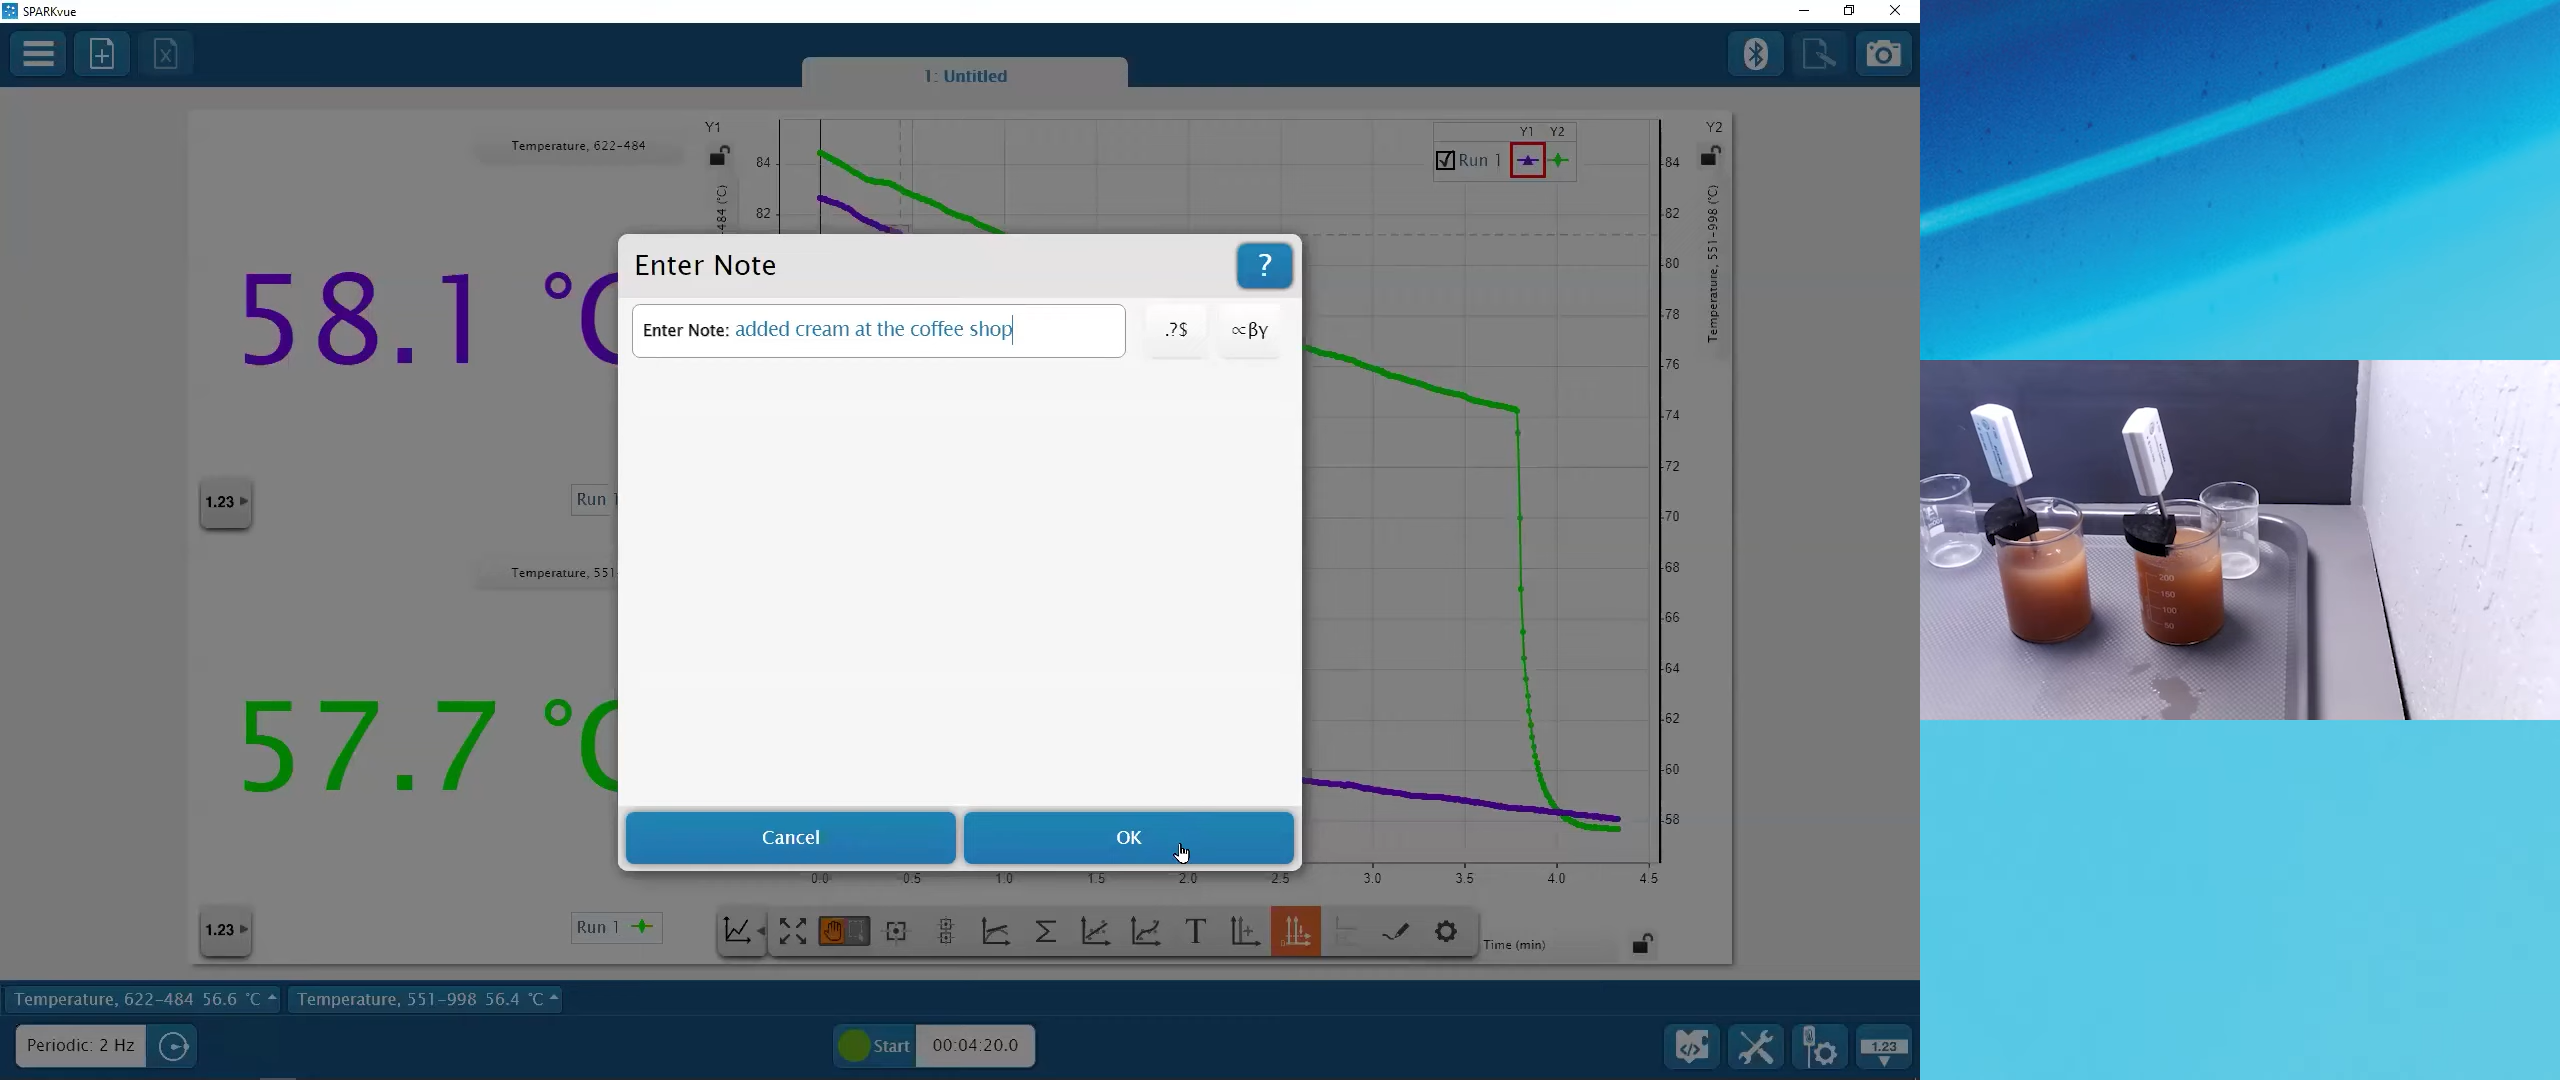 SPARKvue
1: Untitled
Temperature, 622-484
58.1 °C
1.23
Run 1
Temperature, 551-
57.7 °C
1.23
Run 1
Y1
84
82
484 (°C)
Y1 Y2
Run 1
Y2
84
82
80
78
76
74
72
70
68
66
64
62
60
58
Temperature, 551-998 (°C)
Enter Note
?
Enter Note: added cream at the coffee shop
.?$
∝βγ
Cancel
OK
0.0 0.5 1.0 1.5 2.0 2.5 3.0 3.5 4.0 4.5
T
Time (min)
Temperature, 622-484 56.6 °C
Temperature, 551-998 56.4 °C
Periodic: 2 Hz
Start
00:04:20.0
1.23
200
150
100
50